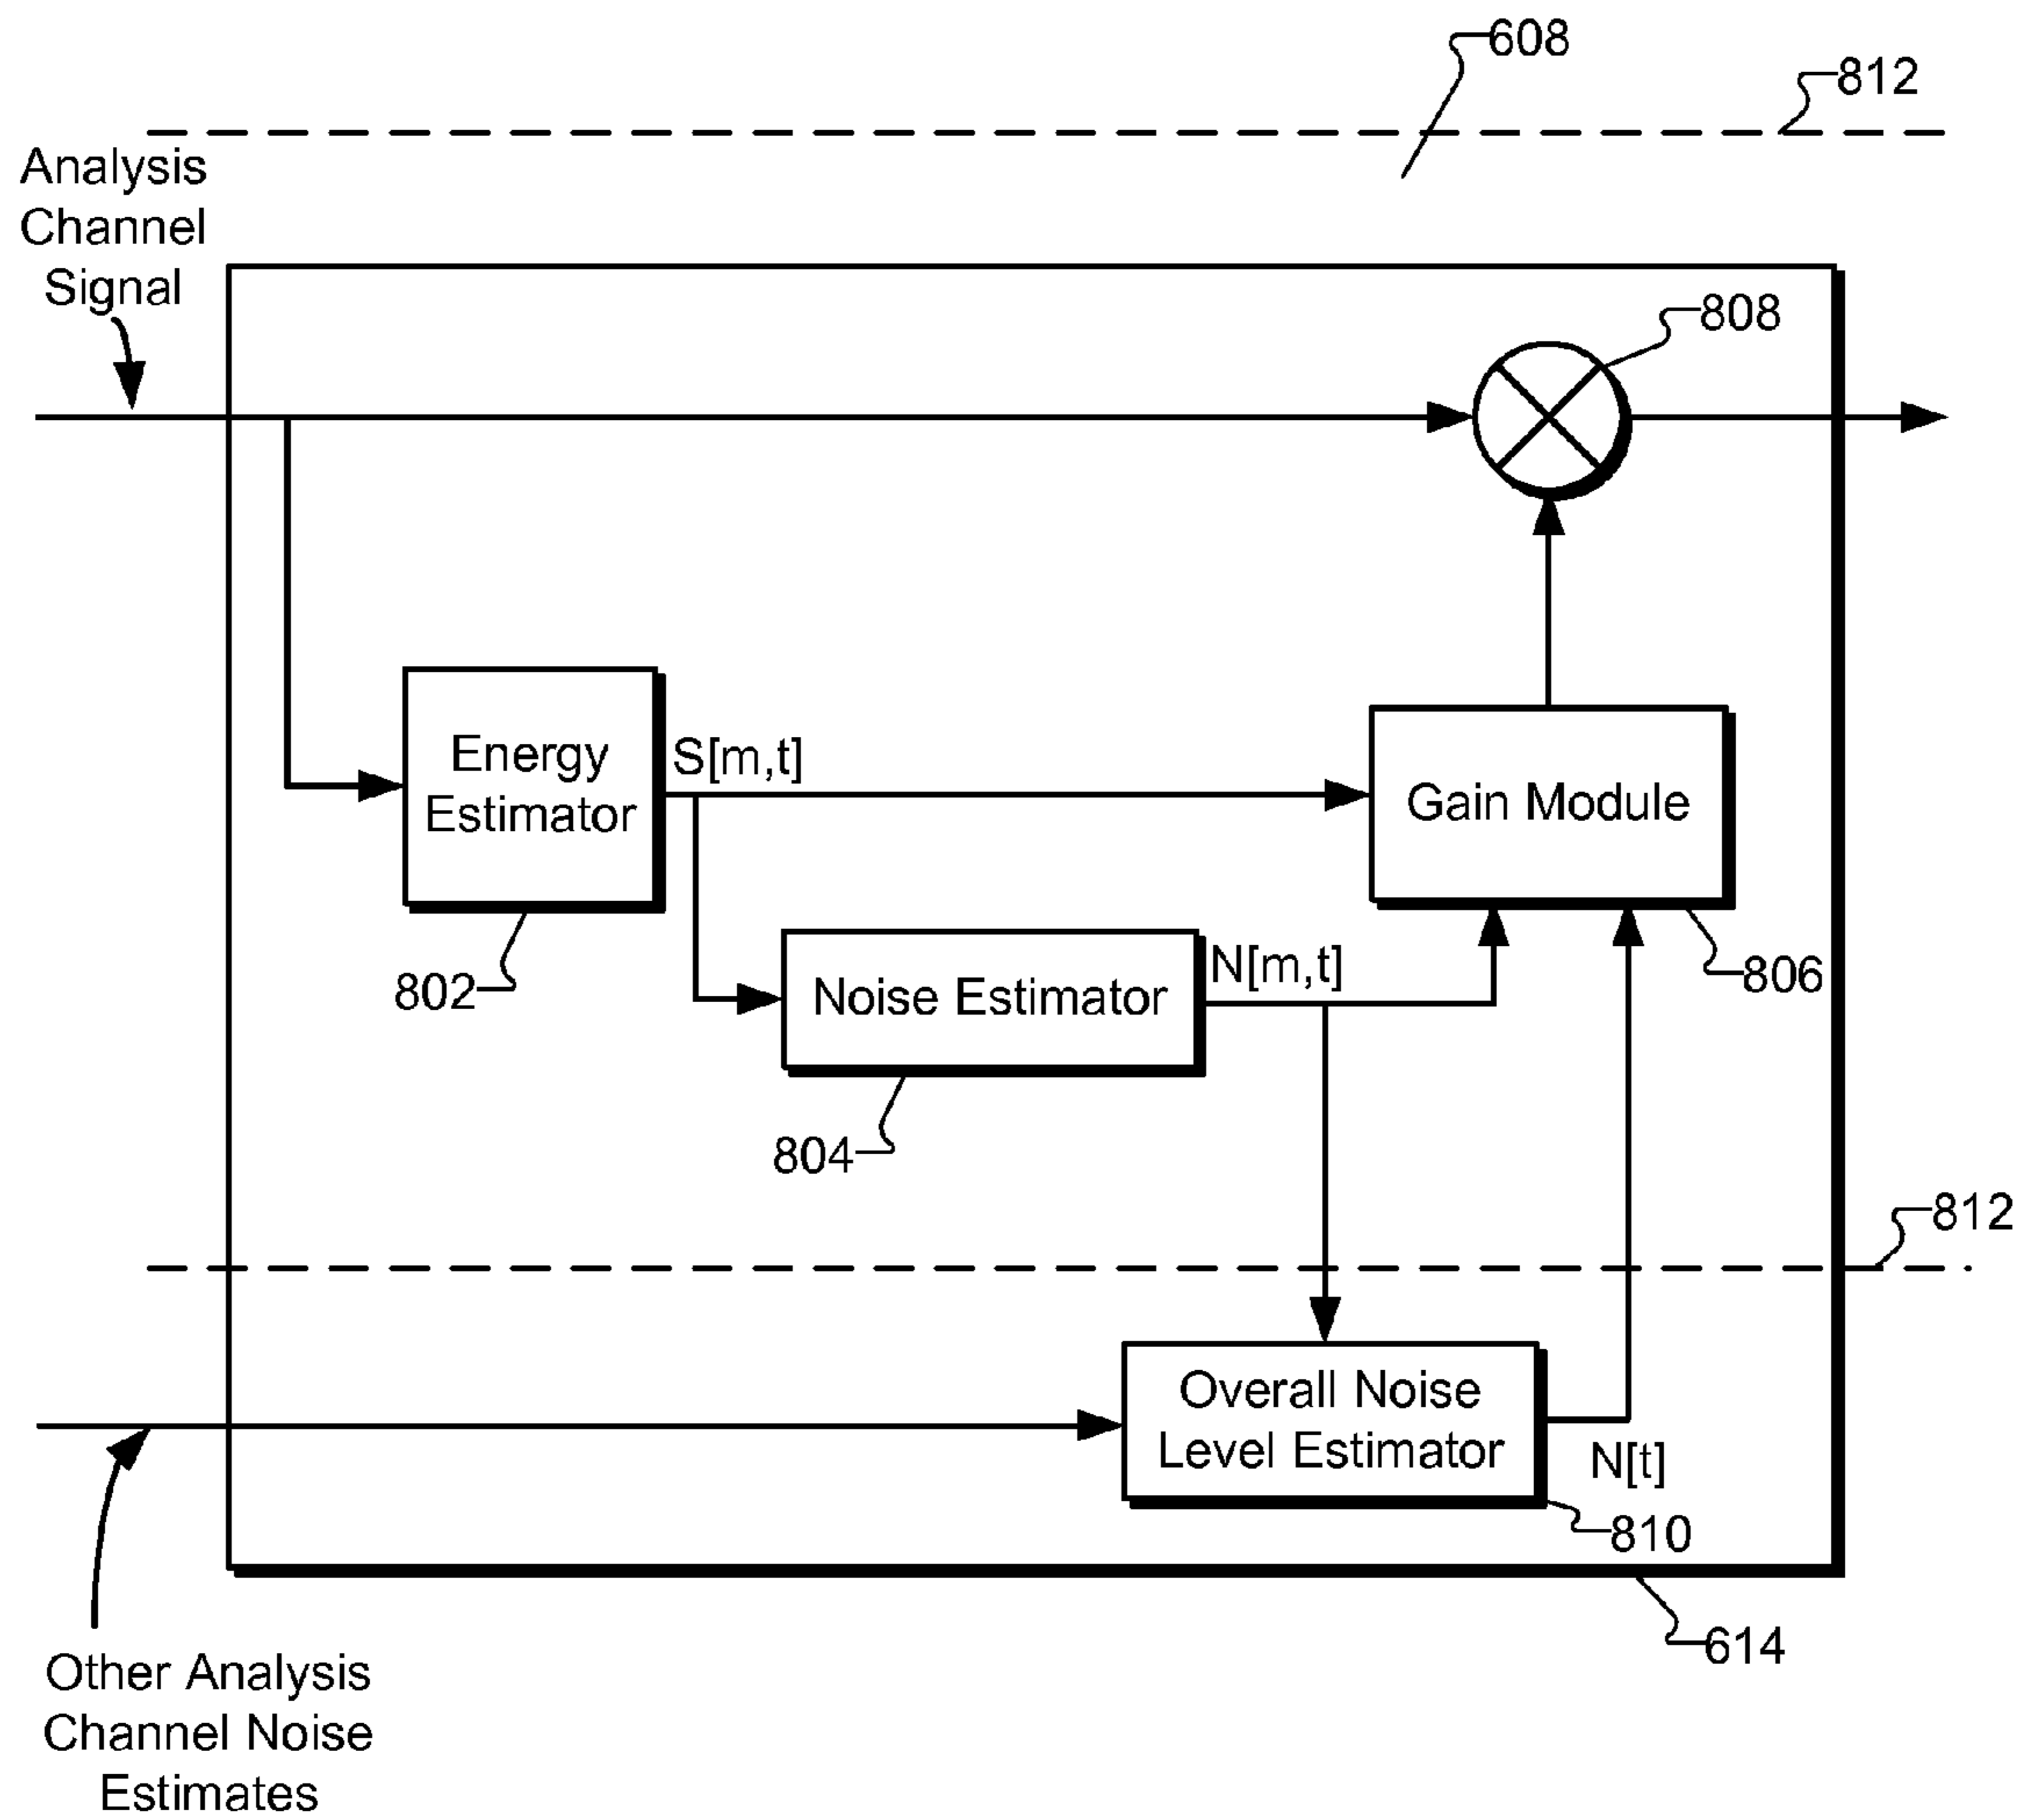 608
812
Analysis
Channel
Signal
808
Energy
Estimator
S[m,t]
Gain Module
802
Noise Estimator
N[m,t]
806
804
812
Overall Noise
Level Estimator
N[t]
810
614
Other Analysis
Channel Noise
Estimates